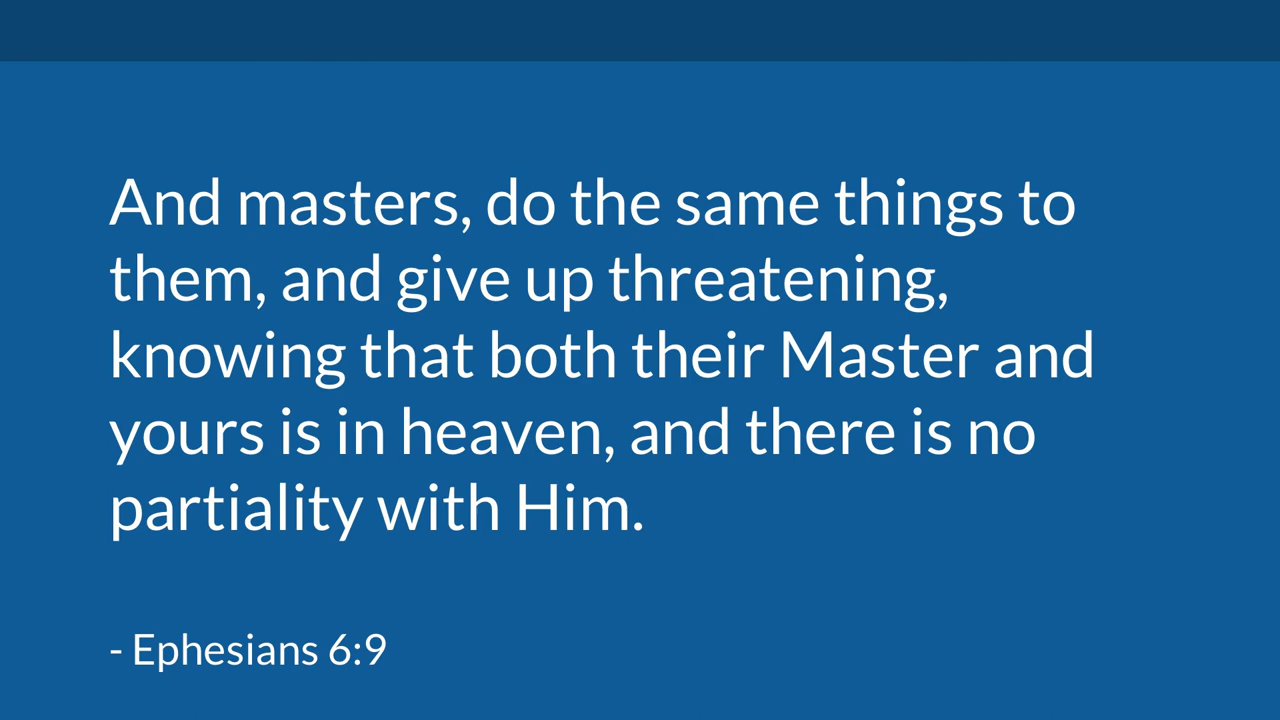 And masters, do the same things to
them, and give up threatening,
knowing that both their Master and
yours is in heaven, and there is no
partiality with Him.
- Ephesians 6:9